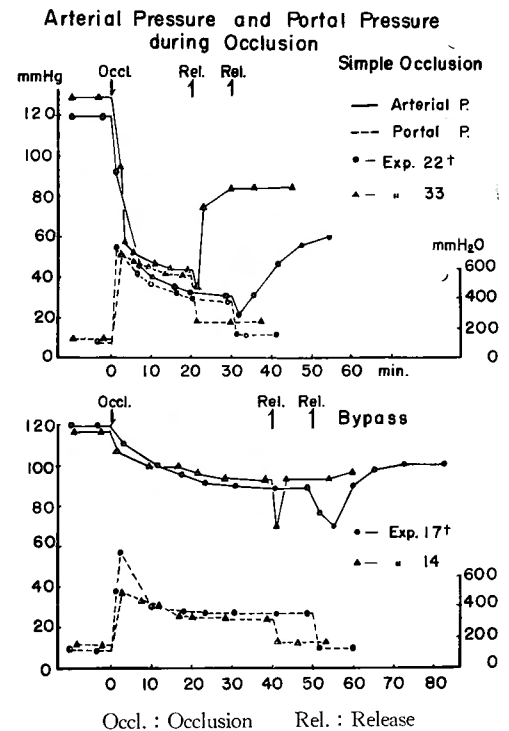 Arterial Pressure and Portal Pressure
during Occlusion
mmHg
Occl.
Rel. Rel.
Simple Occlusion
Arterial P.
Portal P.
Exp. 22†
〃 33
120
100
80
60
40
20
0
mmH2O
600
400
200
0
0 10 20 30 40 50 60 min.
Occl.
Rel. Rel.
Bypass
Exp. 17†
〃 14
120
100
80
60
40
20
0
600
400
200
0
0 10 20 30 40 50 60 70 80
Occl. : Occlusion Rel. : Release